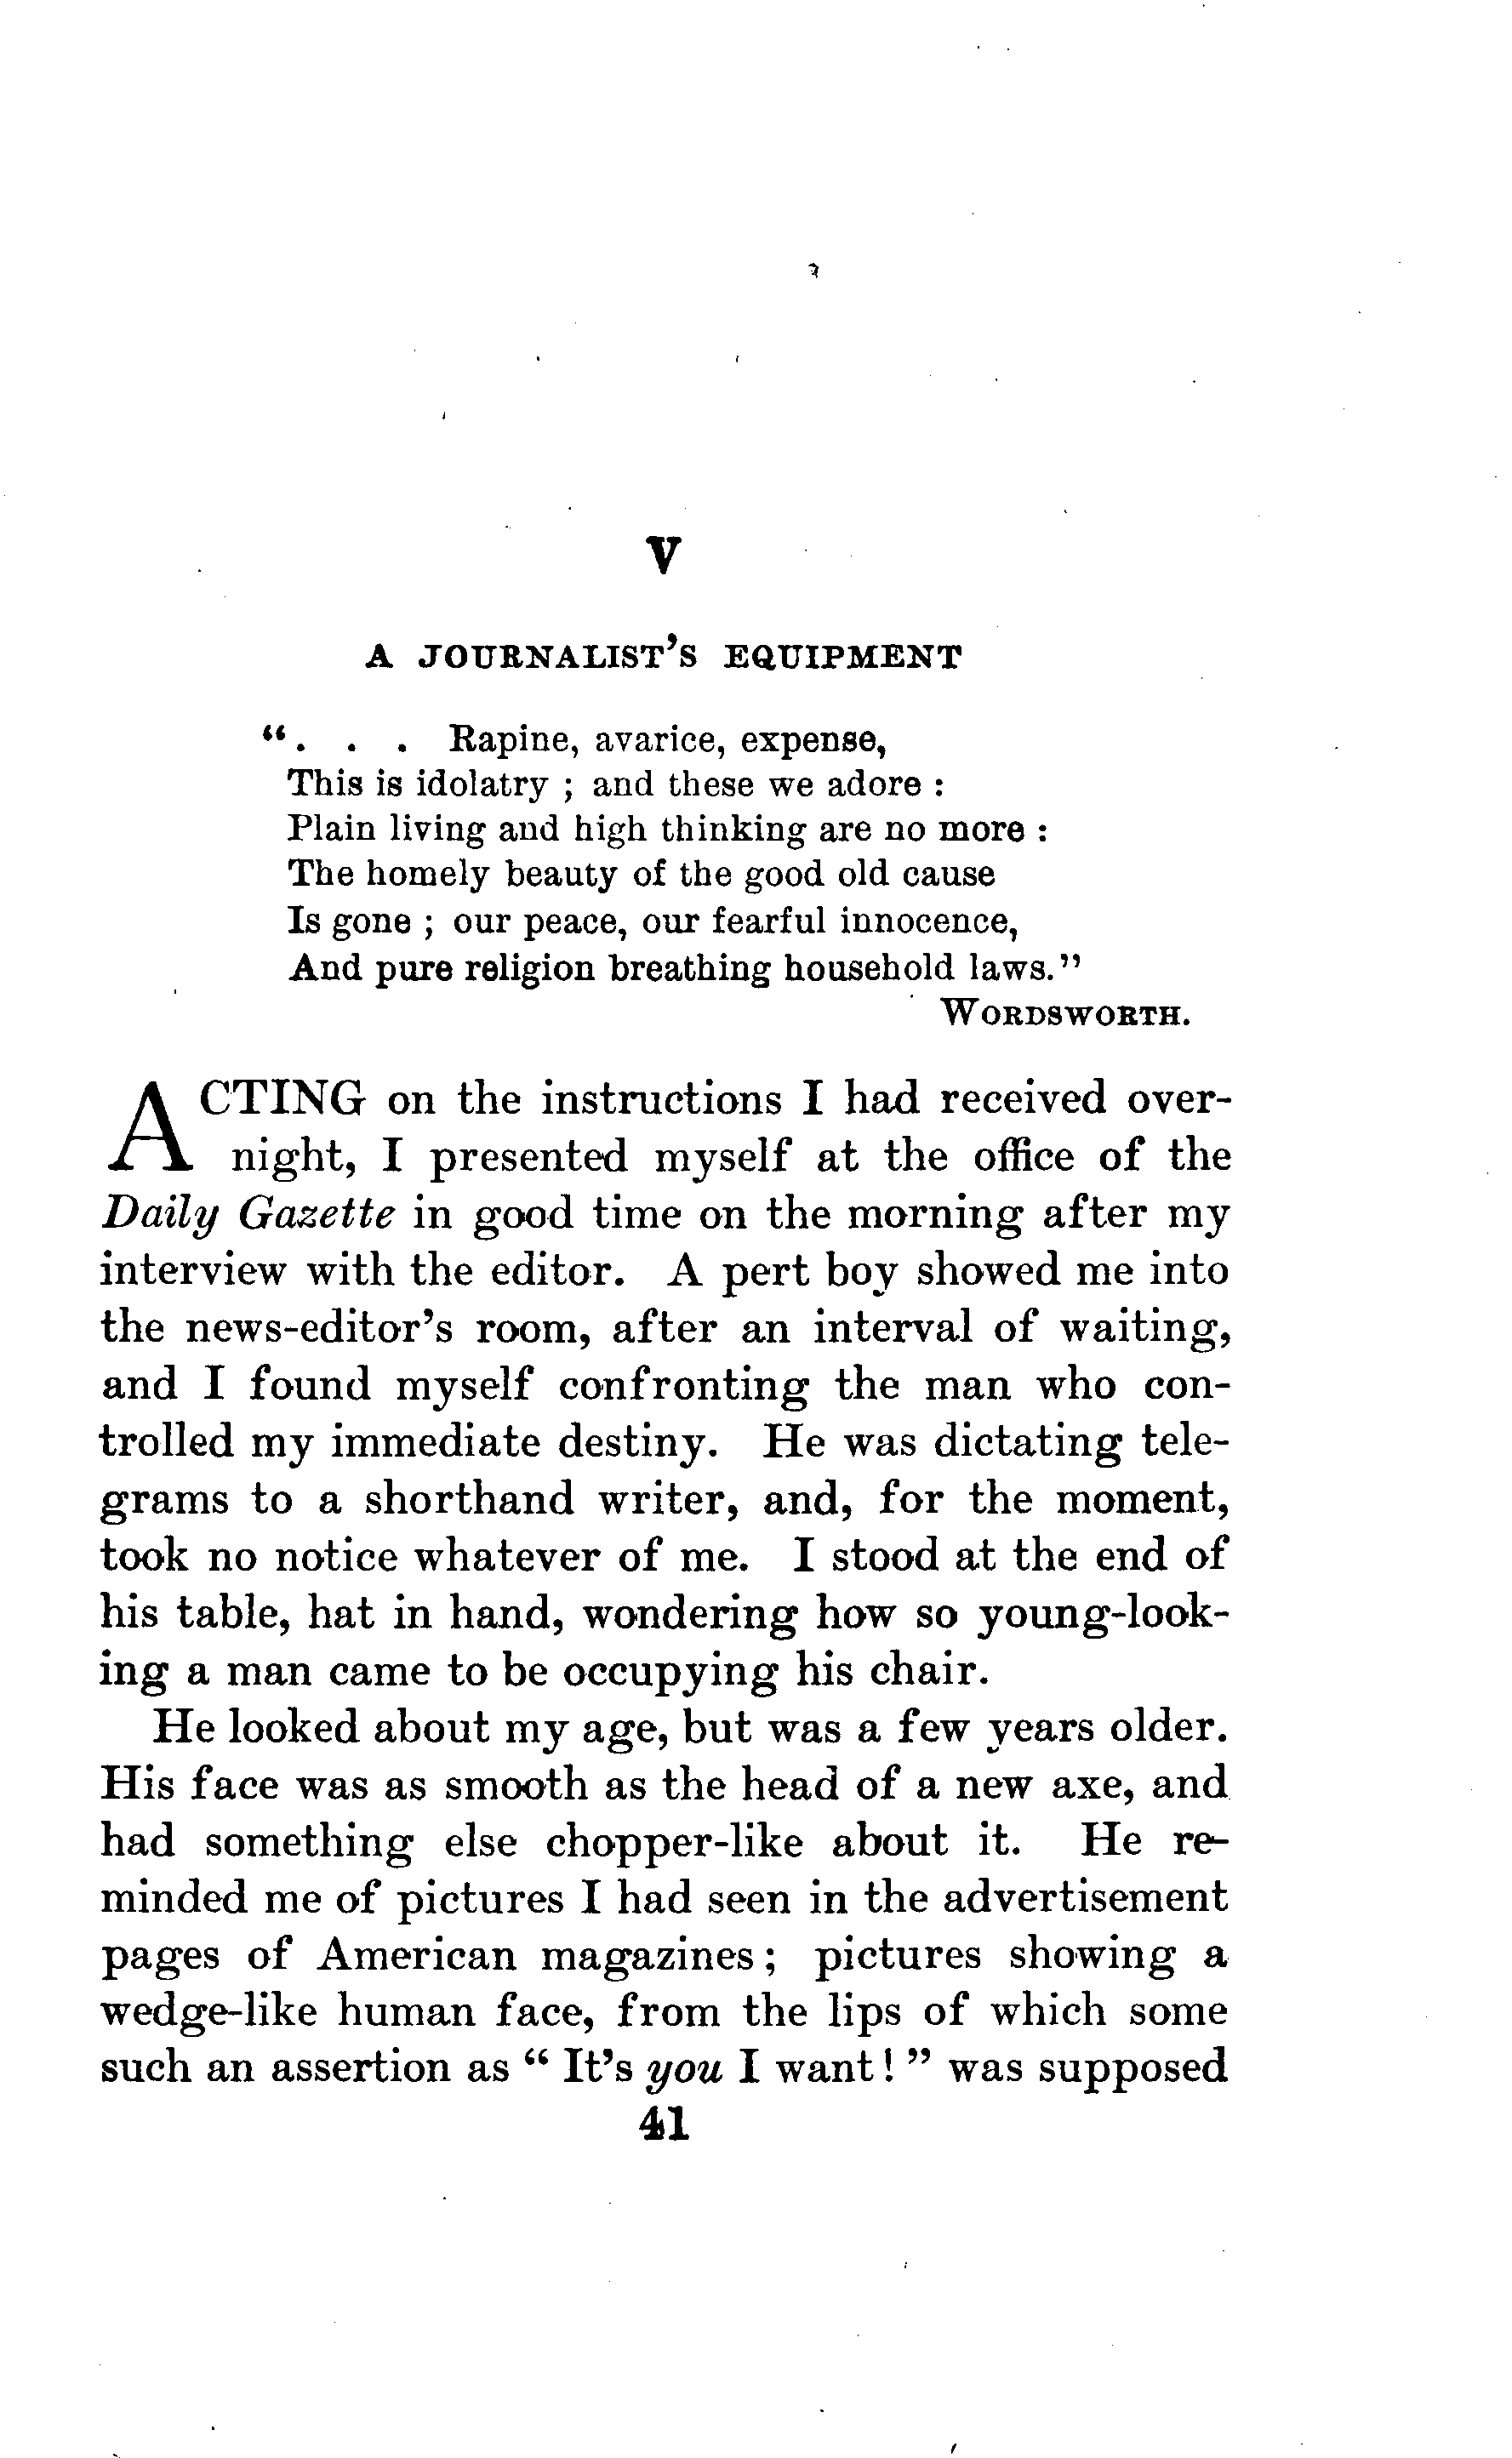 V
A JOURNALIST'S EQUIPMENT
". . . Rapine, avarice, expense,
This is idolatry ; and these we adore :
Plain living and high thinking are no more :
The homely beauty of the good old cause
Is gone ; our peace, our fearful innocence,
And pure religion breathing household laws."
WORDSWORTH.
ACTING on the instructions I had received over-
night, I presented myself at the office of the
Daily Gazette in good time on the morning after my
interview with the editor. A pert boy showed me into
the news-editor's room, after an interval of waiting,
and I found myself confronting the man who con-
trolled my immediate destiny. He was dictating tele-
grams to a shorthand writer, and, for the moment,
took no notice whatever of me. I stood at the end of
his table, hat in hand, wondering how so young-look-
ing a man came to be occupying his chair.
He looked about my age, but was a few years older.
His face was as smooth as the head of a new axe, and
had something else chopper-like about it. He re-
minded me of pictures I had seen in the advertisement
pages of American magazines ; pictures showing a
wedge-like human face, from the lips of which some
such an assertion as " It's you I want ! " was supposed
41